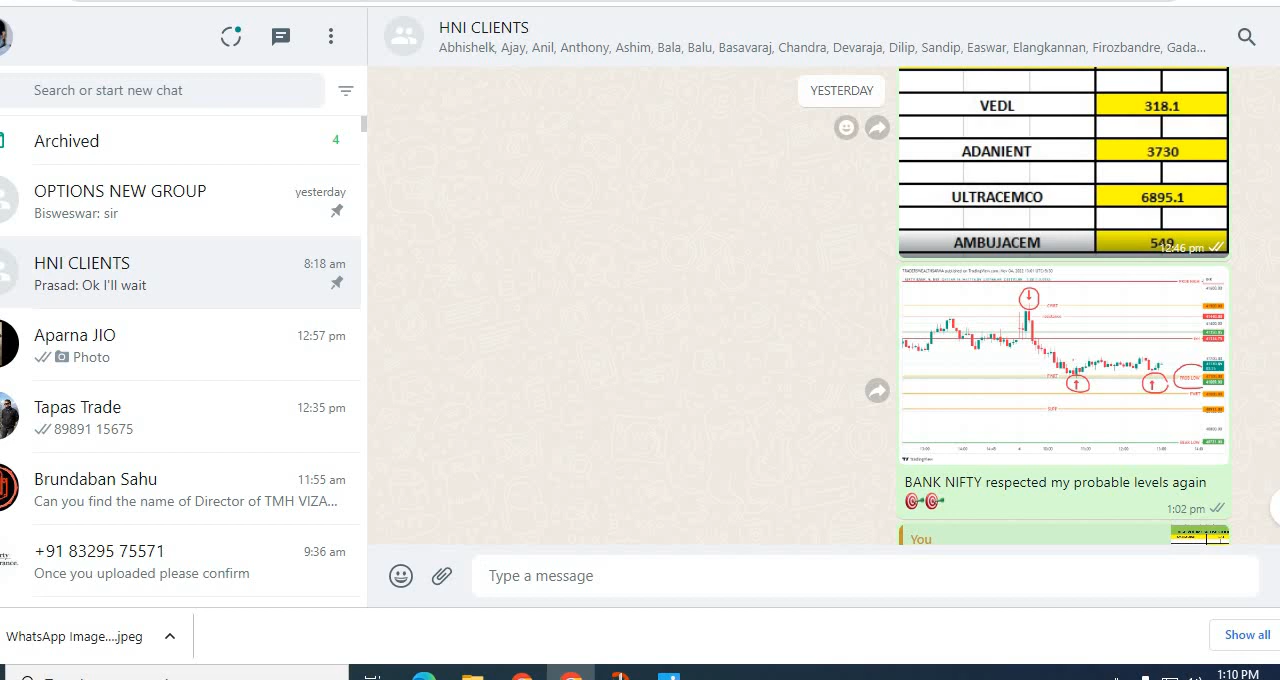 HNI CLIENTS
Abhishelk, Ajay, Anil, Anthony, Ashim, Bala, Balu, Basavaraj, Chandra, Devaraja, Dilip, Sandip, Easwar, Elangkannan, Firozbandre, Gada...
Search or start new chat
Archived 4
OPTIONS NEW GROUP yesterday
Bisweswar: sir
HNI CLIENTS 8:18 am
Prasad: Ok I'll wait
Aparna JIO 12:57 pm
Photo
Tapas Trade 12:35 pm
89891 15675
Brundaban Sahu 11:55 am
Can you find the name of Director of TMH VIZA...
+91 83295 75571 9:36 am
Once you uploaded please confirm
YESTERDAY
VEDL 318.1
ADANIENT 3730
ULTRACEMCO 6895.1
AMBUJACEM 549
12:46 pm
BANK NIFTY respected my probable levels again
1:02 pm
You
Type a message
WhatsApp Image....jpeg
Show all
1:10 PM